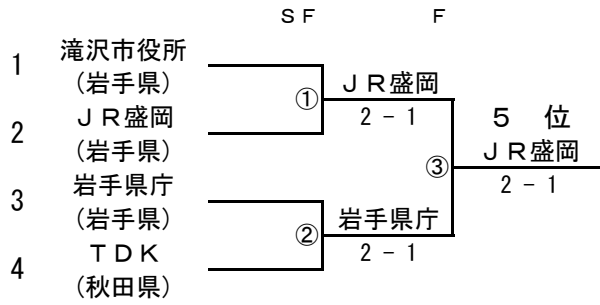 ＳＦ Ｆ
1 滝沢市役所
(岩手県)
① ＪＲ盛岡
2 － 1
2 ＪＲ盛岡
(岩手県)
５ 位
③ ＪＲ盛岡
2 － 1
3 岩手県庁
(岩手県)
② 岩手県庁
2 － 1
4 ＴＤＫ
(秋田県)